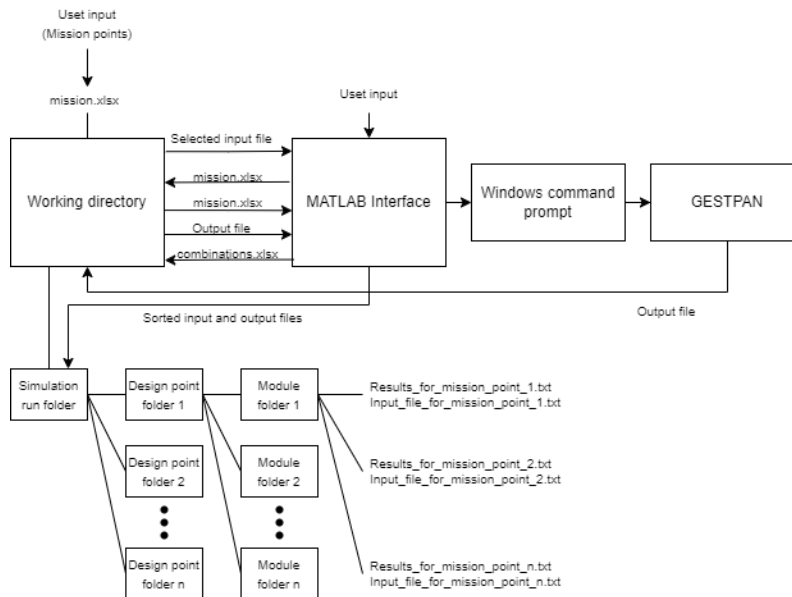 Uset input
(Mission points)
mission.xlsx
Uset input
Selected input file
mission.xlsx
mission.xlsx
Output file
combinations.xlsx
Working directory
MATLAB Interface
Windows command
prompt
GESTPAN
Sorted input and output files
Output file
Simulation
run folder
Design point
folder 1
Module
folder 1
Results_for_mission_point_1.txt
Input_file_for_mission_point_1.txt
Design point
folder 2
Module
folder 2
Results_for_mission_point_2.txt
Input_file_for_mission_point_2.txt
Design point
folder n
Module
folder n
Results_for_mission_point_n.txt
Input_file_for_mission_point_n.txt